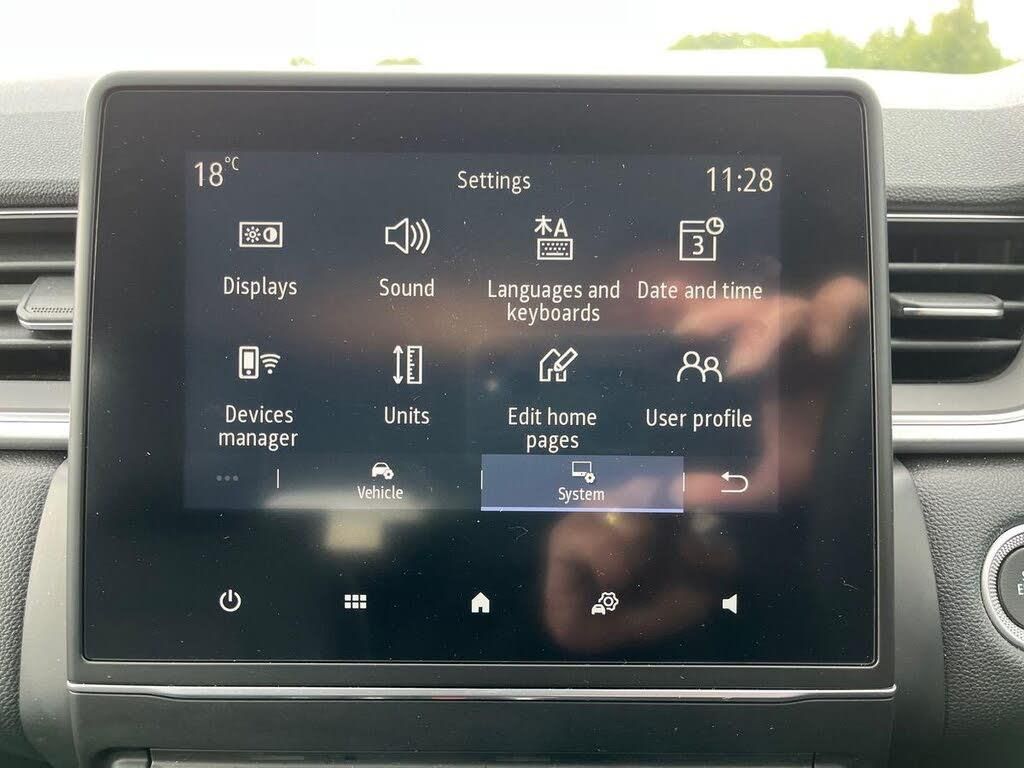 18°C
Settings
11:28
Displays
Sound
Languages and
keyboards
Date and time
Devices
manager
Units
Edit home
pages
User profile
Vehicle
System